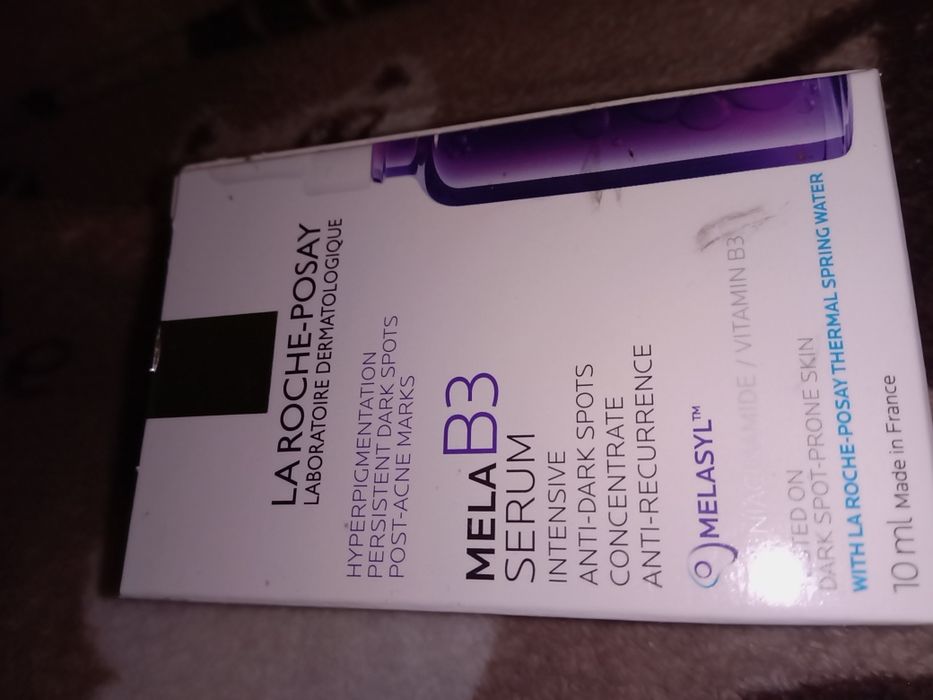 LA ROCHE-POSAY
LABORATOIRE DERMATOLOGIQUE
HYPERPIGMENTATION
PERSISTENT DARK SPOTS
POST-ACNE MARKS
MELA B3
SERUM
INTENSIVE
ANTI-DARK SPOTS
CONCENTRATE
ANTI-RECURRENCE
MELASYL™
/ VITAMIN B3
ON
DARK SPOT-PRONE SKIN
WITH LA ROCHE-POSAY THERMAL SPRING WATER
10 ml Made in France